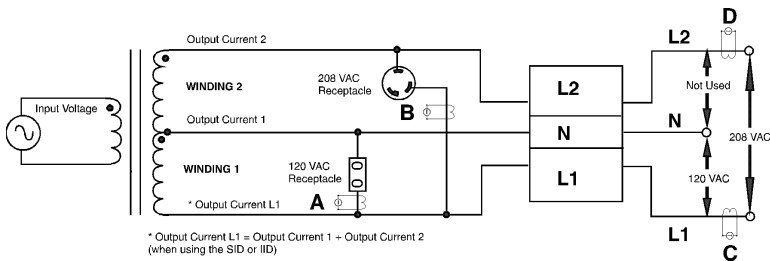 D
Output Current 2
L2
208 VAC
Receptacle
WINDING 2
L2
Not Used
Input Voltage
B
Output Current 1
N
N
208 VAC
WINDING 1
120 VAC
Receptacle
L1
120 VAC
* Output Current L1
A
L1
C
* Output Current L1 = Output Current 1 + Output Current 2
(when using the SID or IID)